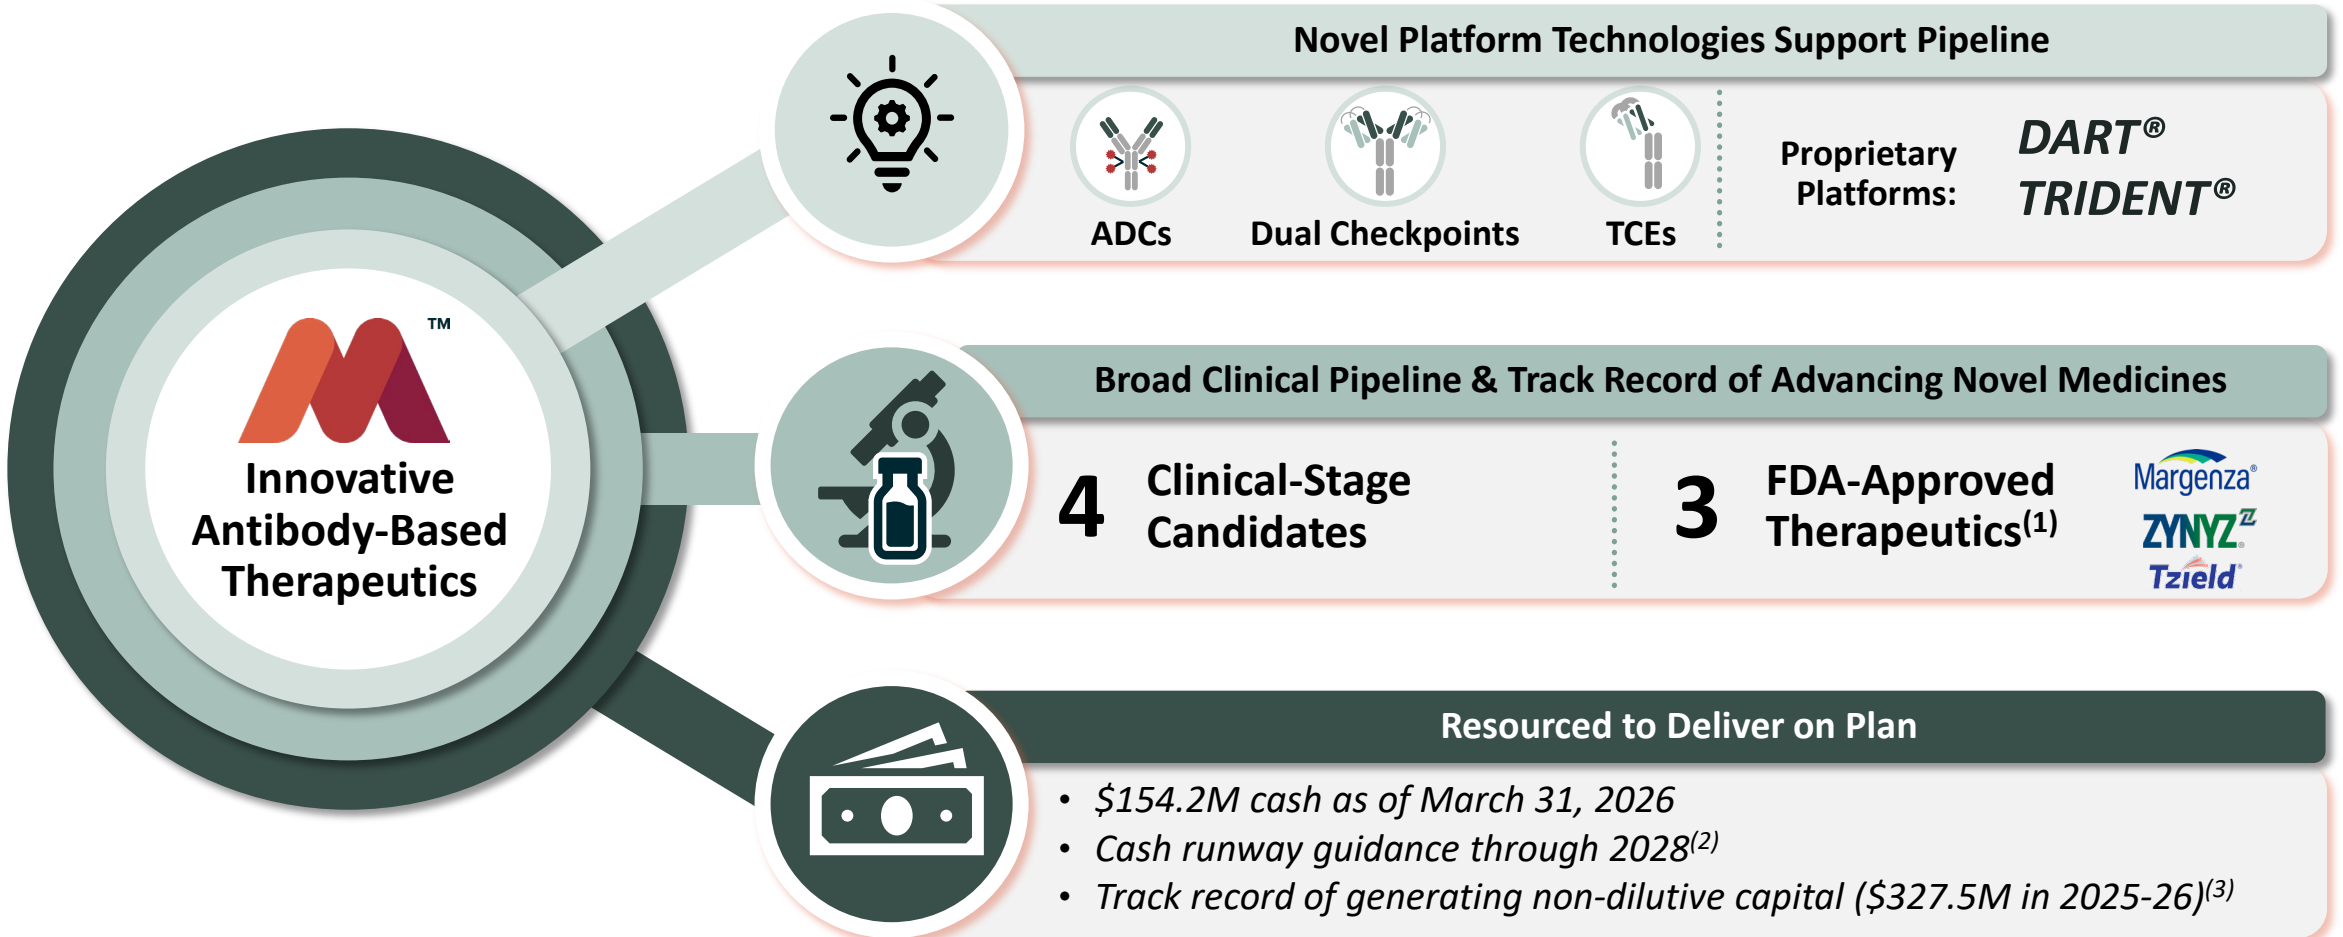 TM
Innovative
Antibody-Based
Therapeutics
Novel Platform Technologies Support Pipeline
ADCs
Dual Checkpoints
TCEs
Proprietary
Platforms:
DART®
TRIDENT®
Broad Clinical Pipeline & Track Record of Advancing Novel Medicines
4
Clinical-Stage
Candidates
3
FDA-Approved
Therapeutics(1)
Margenza®
ZYNYZ®
Tzield®
Resourced to Deliver on Plan
• $154.2M cash as of March 31, 2026
• Cash runway guidance through 2028(2)
• Track record of generating non-dilutive capital ($327.5M in 2025-26)(3)